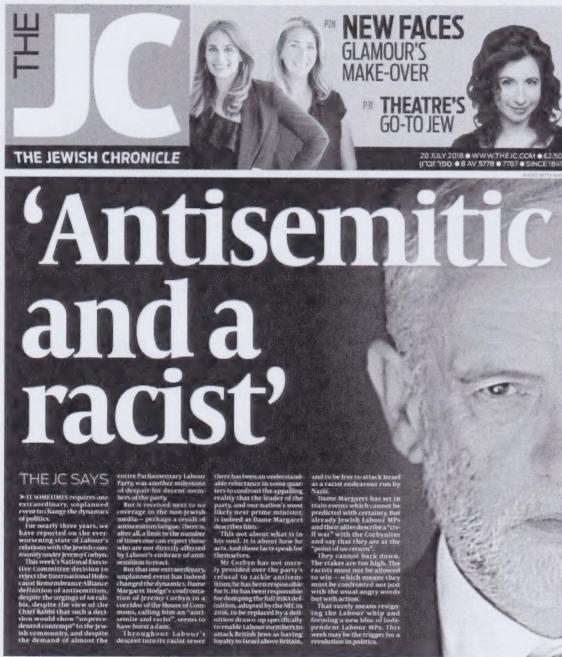 THE
JC
THE JEWISH CHRONICLE
P28 NEW FACES
GLAMOUR'S
MAKE-OVER
P31 THEATRE'S
GO-TO JEW
20 JULY 2018 ● WWW.THEJC.COM ● £2.50
ספר זכרון ● 8 AV 5778 ● 7787 ● SINCE 1841
‘Antisemitic
and a
racist’
THE JC SAYS
IT SOMETIMES requires one
extraordinary, unplanned
event to change the dynamics
of politics.
For nearly three years, we
have reported on the ever-
worsening state of Labour's
relations with the Jewish com-
munity under Jeremy Corbyn.
This week's National Execu-
tive Committee decision to
reject the International Holo-
caust Remembrance Alliance
definition of antisemitism,
despite the urgings of 68 rab-
bis, despite the view of the
Chief Rabbi that such a deci-
sion would show "unprece-
dented contempt" to the Jew-
ish community, and despite
the demand of almost the
entire Parliamentary Labour
Party, was another milestone
of despair for decent mem-
bers of the party.
But it received next to no
coverage in the non-Jewish
media — perhaps a result of
antisemitism fatigue. There is,
after all, a limit to the number
of times one can expect those
who are not directly affected
by Labour's embrace of anti-
semitism to react.
But that one extraordinary,
unplanned event has indeed
changed the dynamics. Dame
Margaret Hodge's confronta-
tion of Jeremy Corbyn in a
corridor of the House of Com-
mons, calling him an "anti-
semite and racist", seems to
have burst a dam.
Throughout Labour's
descent into its racist sewer
there has been an understand-
able reluctance in some quar-
ters to confront the appalling
reality that the leader of the
party, and our nation's most
likely next prime minister,
is indeed as Dame Margaret
describes him.
This not about what is in
his soul. It is about how he
acts. And those facts speak for
themselves.
Mr Corbyn has not mere-
ly presided over the party's
refusal to tackle antisem-
itism; he has been responsible
for it. He has been responsible
for dumping the full IHRA def-
inition, adopted by the NEC in
2016, to be replaced by a defi-
nition drawn up specifically
to enable Labour members to
attack British Jews as having
loyalty to Israel above Britain,
and to be free to attack Israel
as a racist endeavour run by
Nazis.
Dame Margaret has set in
train events which cannot be
predicted with certainty. But
already Jewish Labour MPs
and their allies describe a "civ-
il war" with the Corbynites
and say that they are at the
"point of no return".
They cannot back down.
The stakes are too high. The
racists must not be allowed
to win — which means they
must be confronted not just
with the usual angry words
but with action.
That surely means resign-
ing the Labour whip and
forming a new bloc of inde-
pendent Labour MPs. This
week may be the trigger for a
revolution in politics.